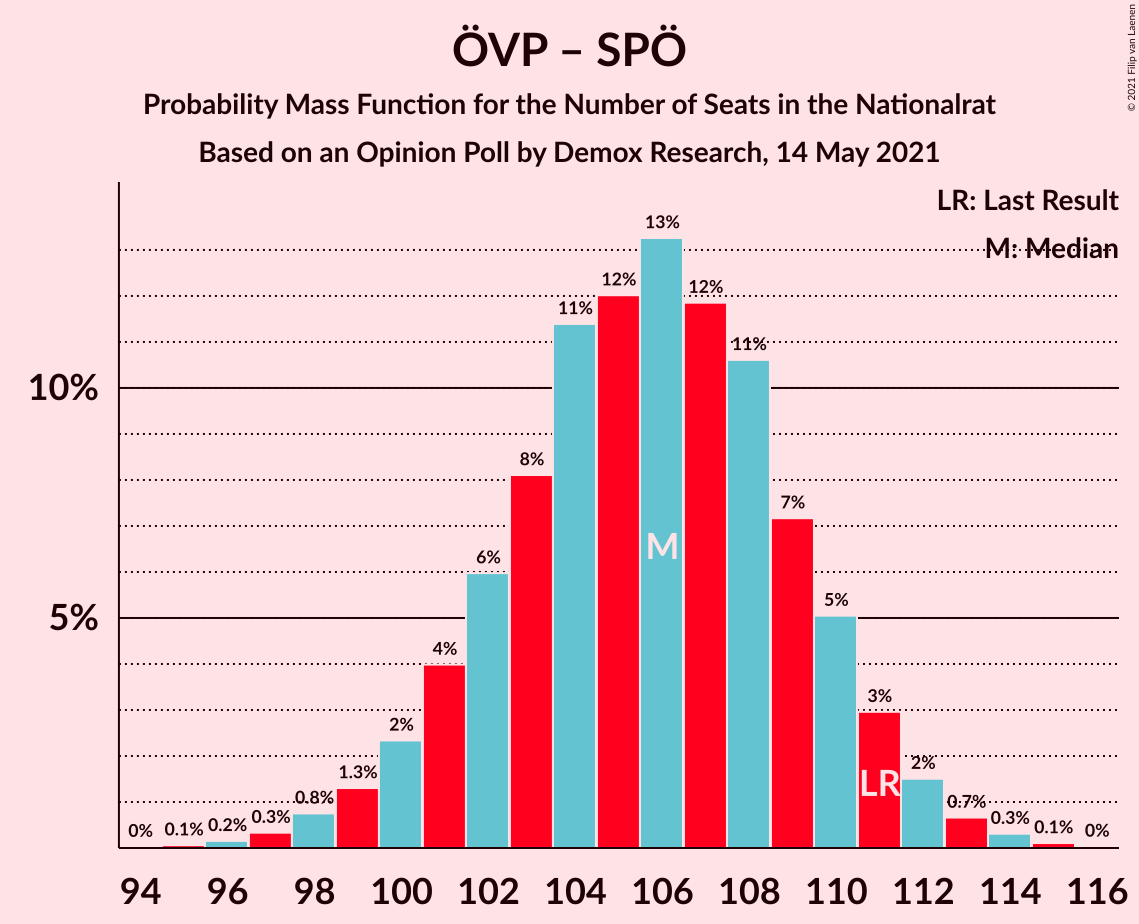 ÖVP – SPÖ
Probability Mass Function for the Number of Seats in the Nationalrat
Based on an Opinion Poll by Demox Research, 14 May 2021
© 2021 Filip van Laenen
LR: Last Result
M: Median
10%
5%
0%
0.1%
0.2%
0.3%
0.8%
1.3%
2%
4%
6%
8%
11%
12%
13%
12%
11%
7%
5%
3%
2%
0.7%
0.3%
0.1%
0%
M
LR
94 96 98 100 102 104 106 108 110 112 114 116